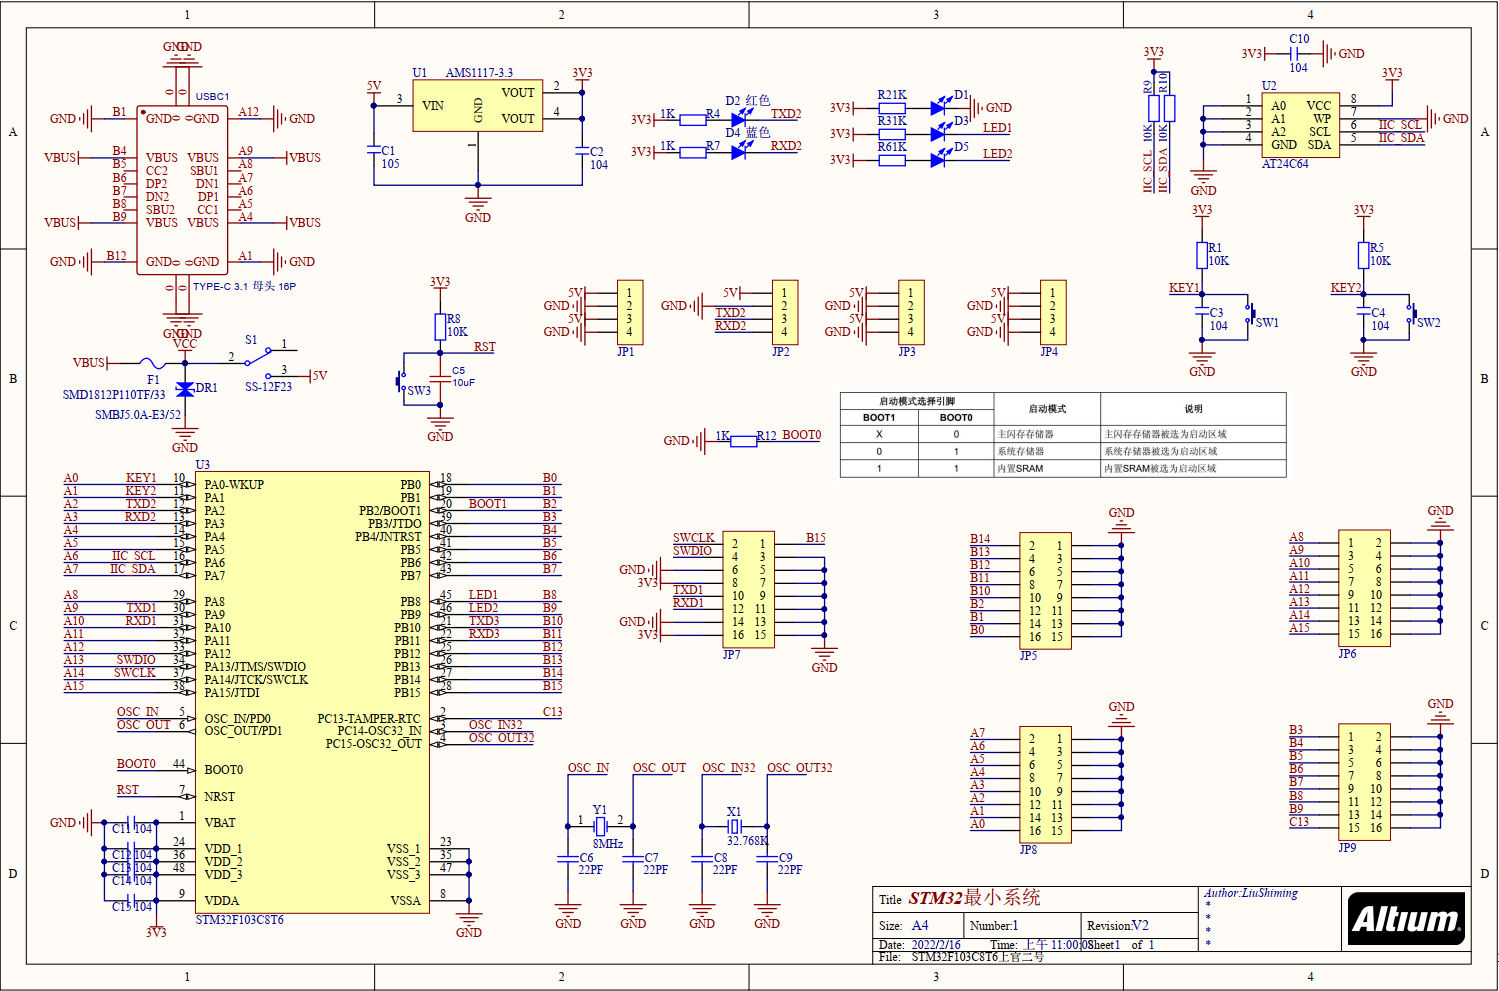 1 2 3 4
A
B
C
D
GND GND
USBC1
GND B1 GND GND A12 GND
VBUS B4 VBUS VBUS A9 VBUS
B5 CC2 SBU1 A8
B6 DP2 DN1 A7
B7 DN2 DP1 A6
B8 SBU2 CC1 A5
VBUS B9 VBUS VBUS A4 VBUS
GND B12 GND GND A1 GND
TYPE-C 3.1 母头 16P
GND GND
VCC
VBUS
F1
SMD1812P110TF/33
DR1
SMBJ5.0A-E3/52
GND
S1
2 1
3 5V
SS-12F23
U1 AMS1117-3.3
5V 3 VIN VOUT 2 3V3
GND VOUT 4
1
C1
105
C2
104
GND
3V3 1K R4 D2 红色 TXD2
3V3 1K R7 D4 蓝色 RXD2
3V3 R21K D1 GND
3V3 R31K D3 LED1
3V3 R61K D5 LED2
3V3
R9 R10
10K 10K
IIC_SCL IIC_SDA
3V3 C10 GND
104
U2 3V3
1 A0 VCC 8
2 A1 WP 7 GND
3 A2 SCL 6 IIC_SCL
4 GND SDA 5 IIC_SDA
AT24C64
GND
3V3
R1
10K
KEY1
C3
104
SW1
GND
3V3
R5
10K
KEY2
C4
104
SW2
GND
3V3
R8
10K
RST
SW3
C5
10uF
GND
5V 1
GND 2
5V 3
GND 4
JP1
5V 1
GND 2
TXD2 3
RXD2 4
JP2
5V 1
GND 2
5V 3
GND 4
JP3
5V 1
GND 2
5V 3
GND 4
JP4
GND 1K R12 BOOT0
启动模式选择引脚 启动模式 说明
BOOT1 BOOT0
X 0 主闪存存储器 主闪存存储器被选为启动区域
0 1 系统存储器 系统存储器被选为启动区域
1 1 内置SRAM 内置SRAM被选为启动区域
U3
A0 KEY1 10 PA0-WKUP PB0 18 B0
A1 KEY2 11 PA1 PB1 19 B1
A2 TXD2 12 PA2 PB2/BOOT1 20 BOOT1 B2
A3 RXD2 13 PA3 PB3/JTDO 39 B3
A4 14 PA4 PB4/JNTRST 40 B4
A5 15 PA5 PB5 41 B5
A6 IIC_SCL 16 PA6 PB6 42 B6
A7 IIC_SDA 17 PA7 PB7 43 B7
A8 29 PA8 PB8 45 LED1 B8
A9 TXD1 30 PA9 PB9 46 LED2 B9
A10 RXD1 31 PA10 PB10 21 TXD3 B10
A11 32 PA11 PB11 22 RXD3 B11
A12 33 PA12 PB12 25 B12
A13 SWDIO 34 PA13/JTMS/SWDIO PB13 26 B13
A14 SWCLK 37 PA14/JTCK/SWCLK PB14 27 B14
A15 38 PA15/JTDI PB15 28 B15
OSC_IN 5 OSC_IN/PD0 PC13-TAMPER-RTC 2 C13
OSC_OUT 6 OSC_OUT/PD1 PC14-OSC32_IN 3 OSC_IN32
PC15-OSC32_OUT 4 OSC_OUT32
BOOT0 44 BOOT0
RST 7 NRST
GND 1 VBAT
C11 104
24 VDD_1 VSS_1 23
C12 104 36 VDD_2 VSS_2 35
C13 104 48 VDD_3 VSS_3 47
C14 104
9 VDDA VSSA 8
C15 104
STM32F103C8T6
3V3
GND
OSC_IN OSC_OUT
Y1
1 2
8MHz
C6 C7
22PF 22PF
GND GND
OSC_IN32 OSC_OUT32
X1
32.768K
C8 C9
22PF 22PF
GND GND
SWCLK 2 1 B15
SWDIO 4 3
GND 6 5
3V3 8 7
TXD1 10 9
RXD1 12 11
GND 14 13
3V3 16 15
JP7 GND
GND
B14 2 1
B13 4 3
B12 6 5
B11 8 7
B10 10 9
B2 12 11
B1 14 13
B0 16 15
JP5
GND
A8 1 2
A9 3 4
A10 5 6
A11 7 8
A12 9 10
A13 11 12
A14 13 14
A15 15 16
JP6
GND
A7 2 1
A6 4 3
A5 6 5
A4 8 7
A3 10 9
A2 12 11
A1 14 13
A0 16 15
JP8
GND
B3 1 2
B4 3 4
B5 5 6
B6 7 8
B7 9 10
B8 11 12
B9 13 14
C13 15 16
JP9
Title STM32最小系统
Author:LiuShiming
*
*
*
*
Size: A4 Number:1 Revision:V2
Date: 2022/2/16 Time: 上午 11:00:08 Sheet1 of 1
File: STM32F103C8T6上官二号
Altium
A
B
C
D
1 2 3 4